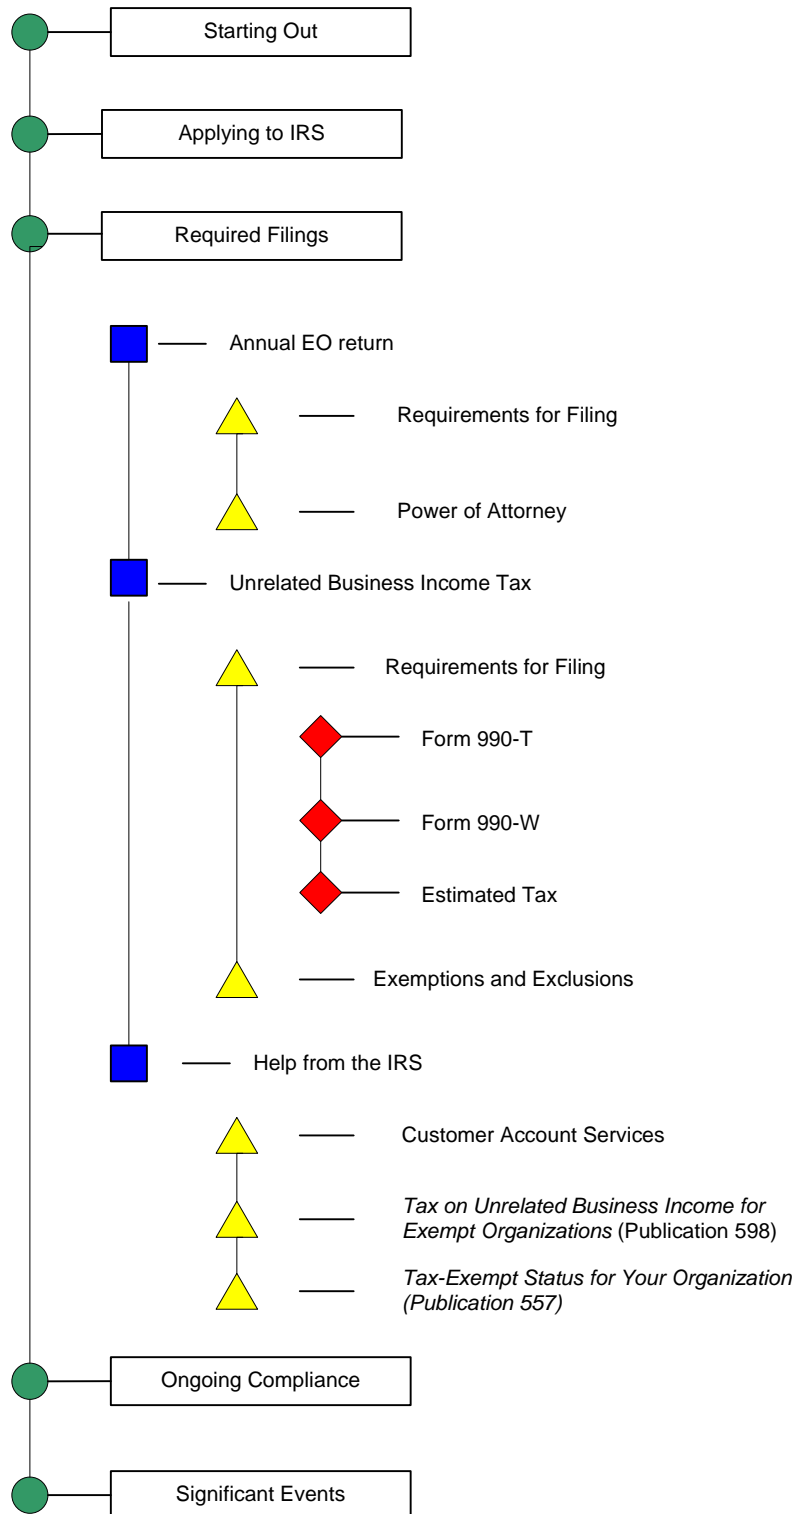 Starting Out
Applying to IRS
Required Filings
Annual EO return
Requirements for Filing
Power of Attorney
Unrelated Business Income Tax
Requirements for Filing
Form 990-T
Form 990-W
Estimated Tax
Exemptions and Exclusions
Help from the IRS
Customer Account Services
Tax on Unrelated Business Income for
Exempt Organizations (Publication 598)
Tax-Exempt Status for Your Organization
(Publication 557)
Ongoing Compliance
Significant Events